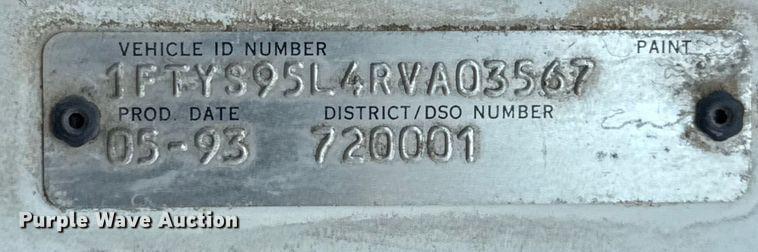 VEHICLE ID NUMBER PAINT
1FTYS95L4RVA03567
PROD. DATE DISTRICT/DSO NUMBER
05-93 720001
Purple Wave Auction